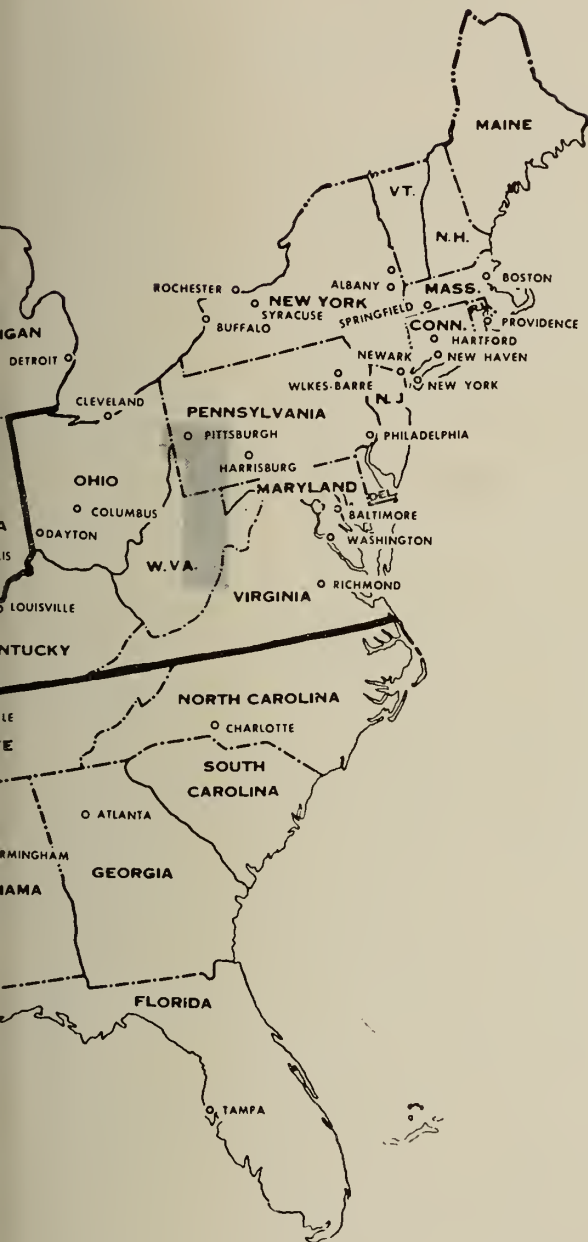 MAINE
VT.
N.H.
ROCHESTER
ALBANY
MASS.
BOSTON
NEW YORK
SYRACUSE
SPRINGFIELD
BUFFALO
CONN.
R.I.
PROVIDENCE
IGAN
HARTFORD
DETROIT
NEWARK
NEW HAVEN
WLKES-BARRE
N.J
NEW YORK
CLEVELAND
PENNSYLVANIA
PITTSBURGH
PHILADELPHIA
HARRISBURG
OHIO
MARYLAND
DEL.
COLUMBUS
BALTIMORE
A
DAYTON
WASHINGTON
IS
W.VA.
RICHMOND
VIRGINIA
LOUISVILLE
NTUCKY
NORTH CAROLINA
LE
CHARLOTTE
E
SOUTH
CAROLINA
ATLANTA
RMINGHAM
GEORGIA
AMA
FLORIDA
TAMPA